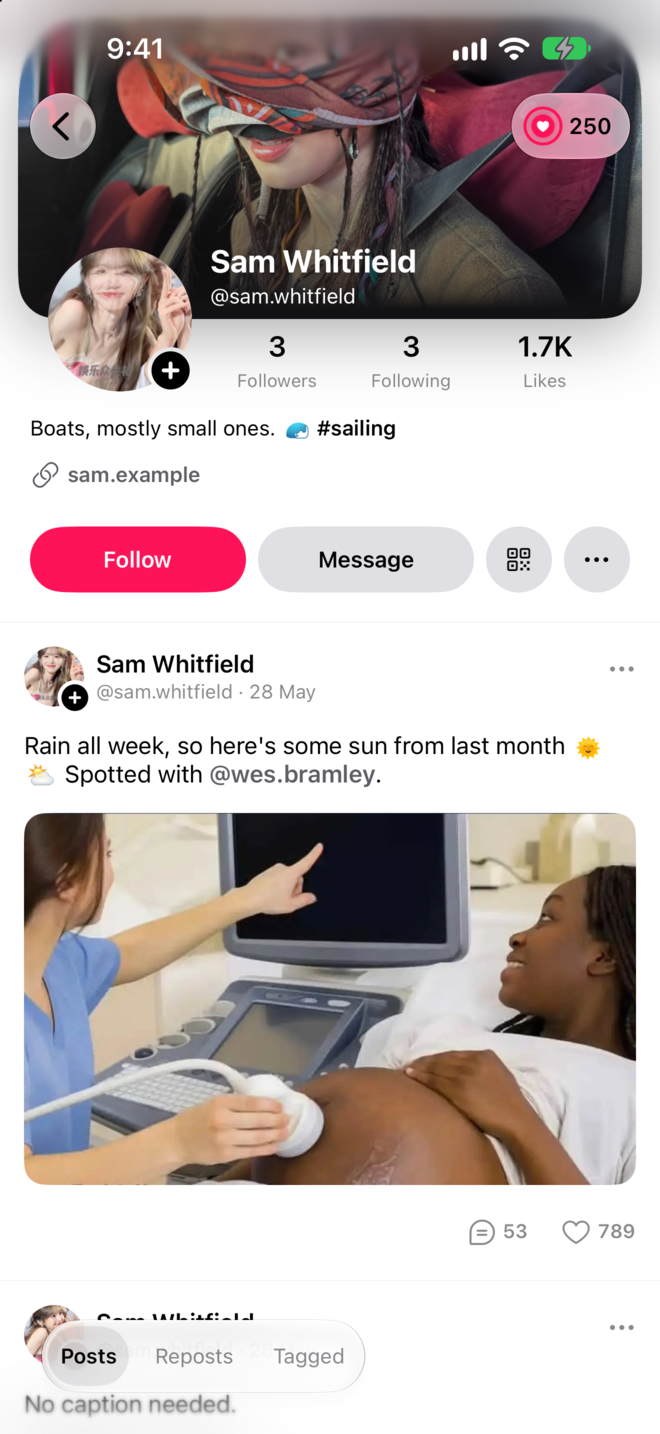 9:41
250
Sam Whitfield
@sam.whitfield
3
3
1.7K
Followers
Following
Likes
Boats, mostly small ones. 🌊 #sailing
sam.example
Follow
Message
Sam Whitfield
@sam.whitfield · 28 May
Rain all week, so here's some sun from last month 🌞
⛅ Spotted with @wes.bramley.
53
789
Sam Whitfield
Posts
Reposts
Tagged
No caption needed.